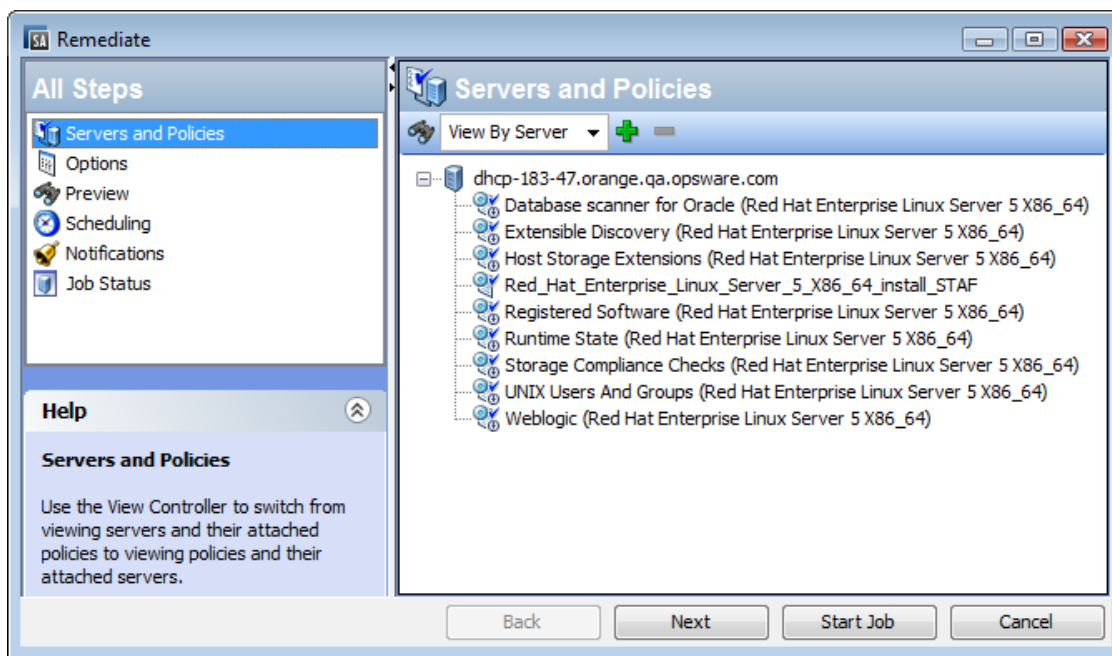 SA Remediate
All Steps
Servers and Policies
Options
Preview
Scheduling
Notifications
Job Status
Help
Servers and Policies
Use the View Controller to switch from
viewing servers and their attached
policies to viewing policies and their
attached servers.
Servers and Policies
View By Server
dhcp-183-47.orange.qa.opsware.com
Database scanner for Oracle (Red Hat Enterprise Linux Server 5 X86_64)
Extensible Discovery (Red Hat Enterprise Linux Server 5 X86_64)
Host Storage Extensions (Red Hat Enterprise Linux Server 5 X86_64)
Red_Hat_Enterprise_Linux_Server_5_X86_64_install_STAF
Registered Software (Red Hat Enterprise Linux Server 5 X86_64)
Runtime State (Red Hat Enterprise Linux Server 5 X86_64)
Storage Compliance Checks (Red Hat Enterprise Linux Server 5 X86_64)
UNIX Users And Groups (Red Hat Enterprise Linux Server 5 X86_64)
Weblogic (Red Hat Enterprise Linux Server 5 X86_64)
Back
Next
Start Job
Cancel